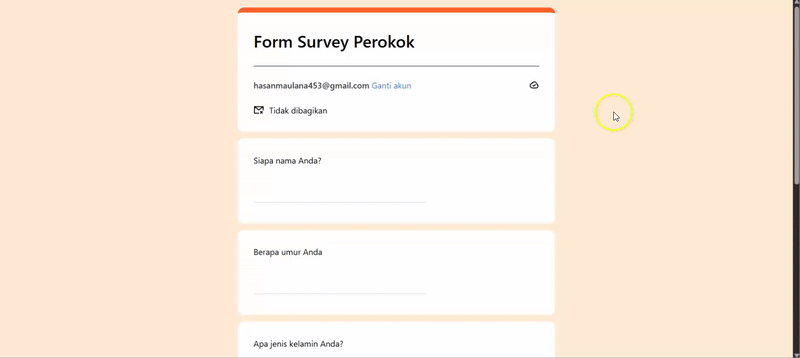 Form Survey Perokok
hasanmaulana453@gmail.com Ganti akun
Tidak dibagikan
Siapa nama Anda?
Berapa umur Anda
Apa jenis kelamin Anda?